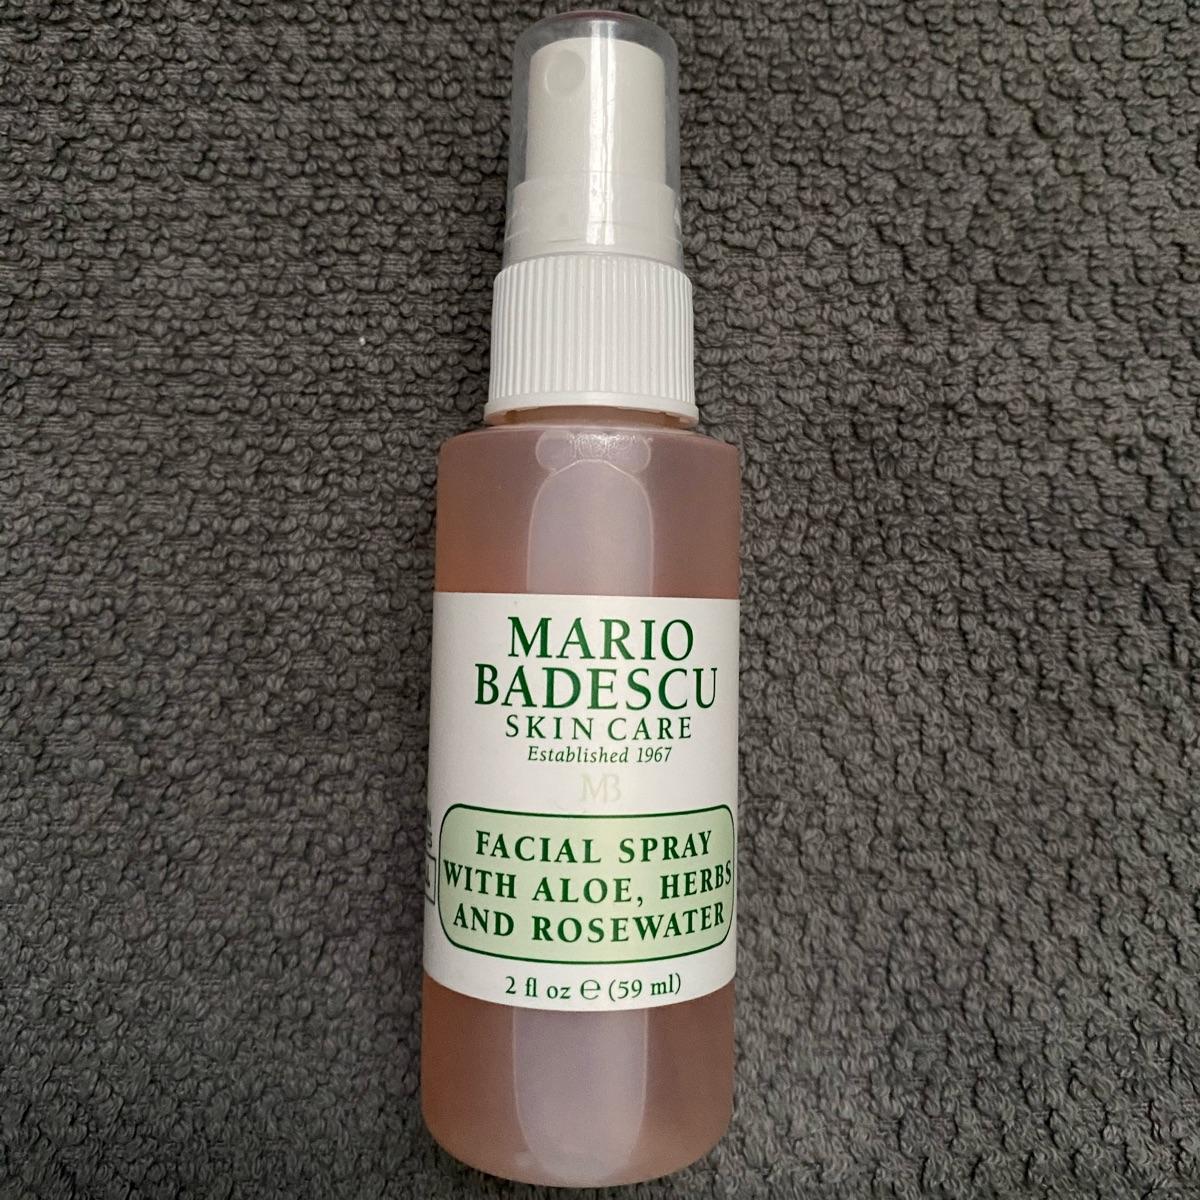 MARIO
BADESCU
SKIN CARE
Established 1967
MB
FACIAL SPRAY
WITH ALOE, HERBS
AND ROSEWATER
2 fl oz ℮ (59 ml)